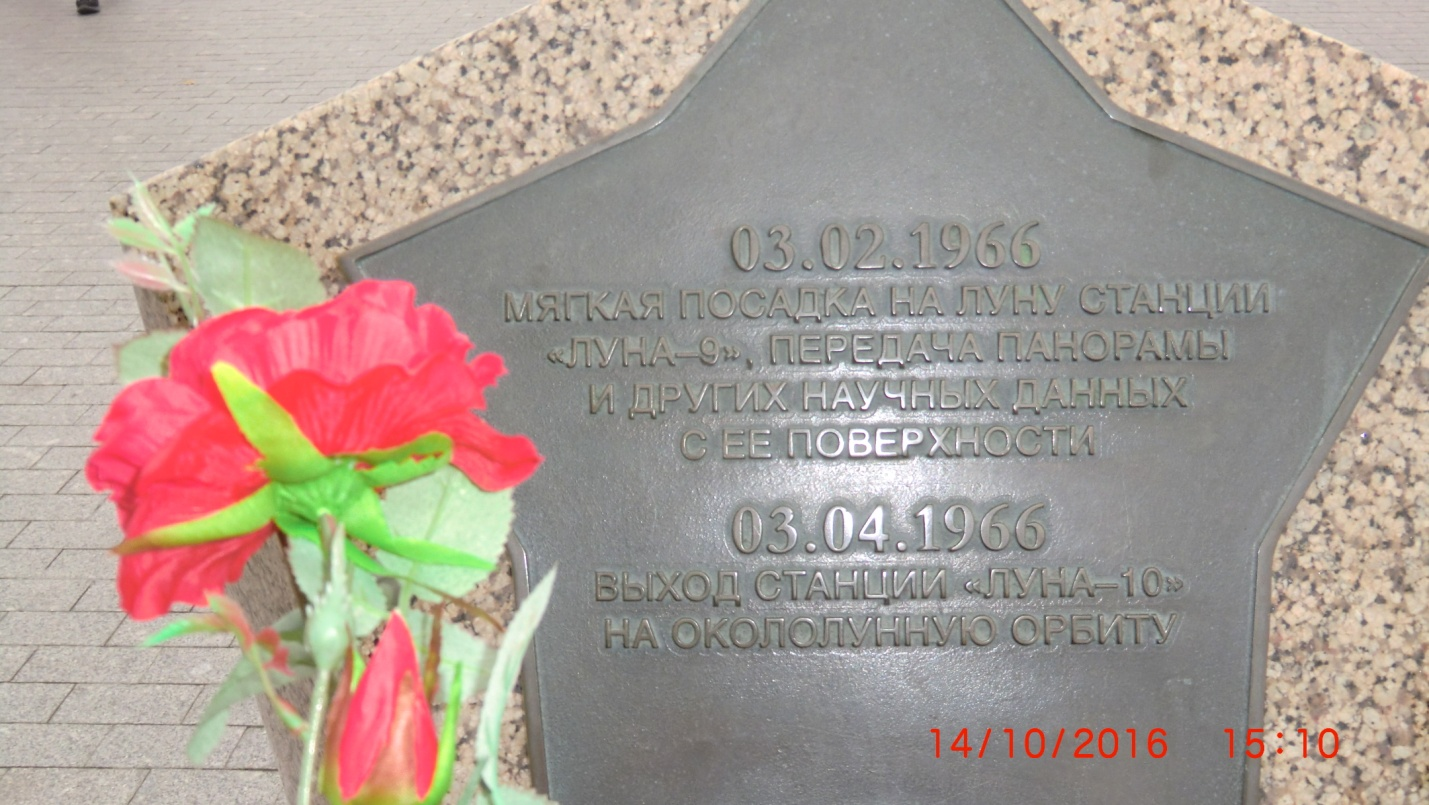 03.02.1966
МЯГКАЯ ПОСАДКА НА ЛУНУ СТАНЦИИ
«ЛУНА–9», ПЕРЕДАЧА ПАНОРАМЫ
И ДРУГИХ НАУЧНЫХ ДАННЫХ
С ЕЕ ПОВЕРХНОСТИ
03.04.1966
ВЫХОД СТАНЦИИ «ЛУНА–10»
НА ОКОЛОЛУННУЮ ОРБИТУ
14/10/2016 15:10